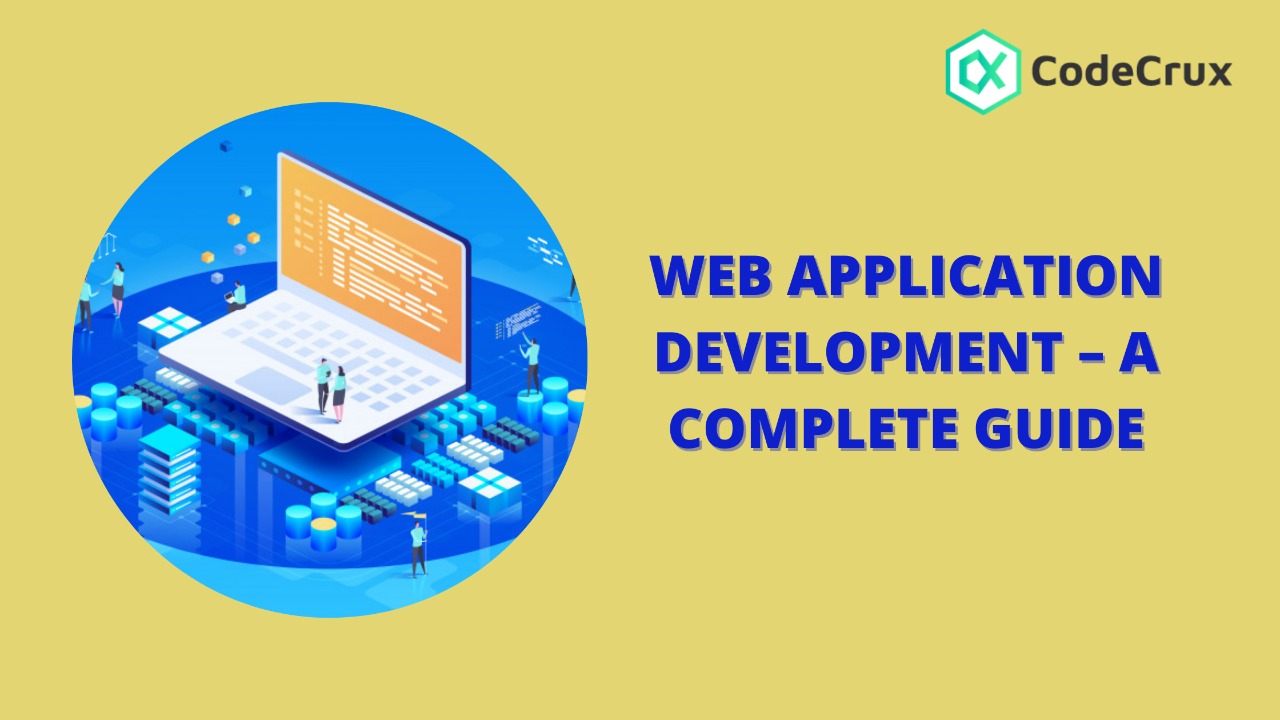 CodeCrux
WEB APPLICATION
DEVELOPMENT – A
COMPLETE GUIDE